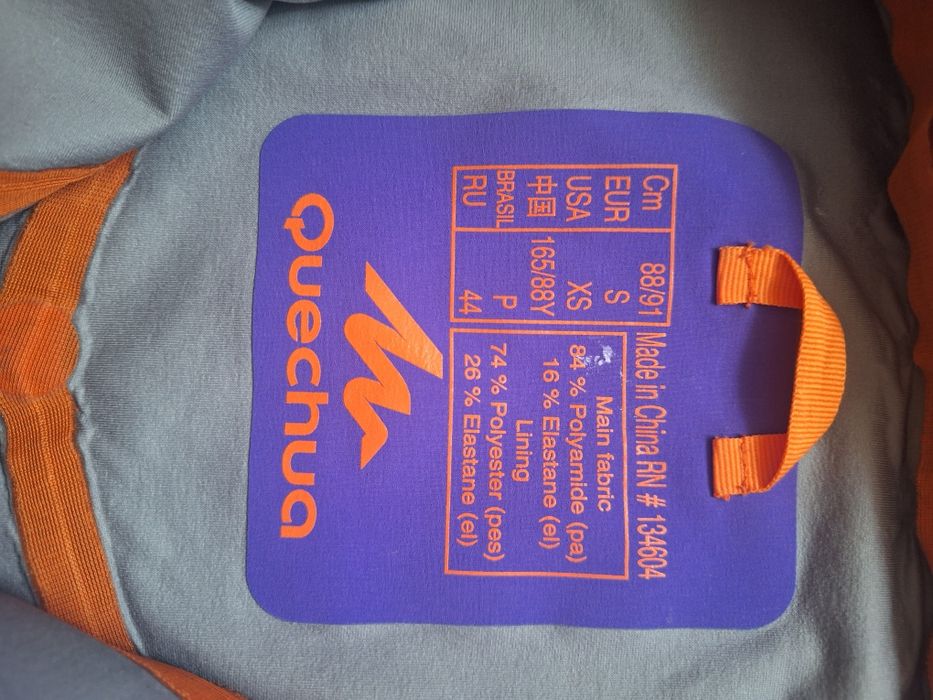 Cm 88/91
EUR S
USA XS
中国 165/88Y
BRASIL P
RU 44
Made in China RN # 134604
Main fabric
84 % Polyamide (pa)
16 % Elastane (el)
Lining
74 % Polyester (pes)
26 % Elastane (el)
Quechua